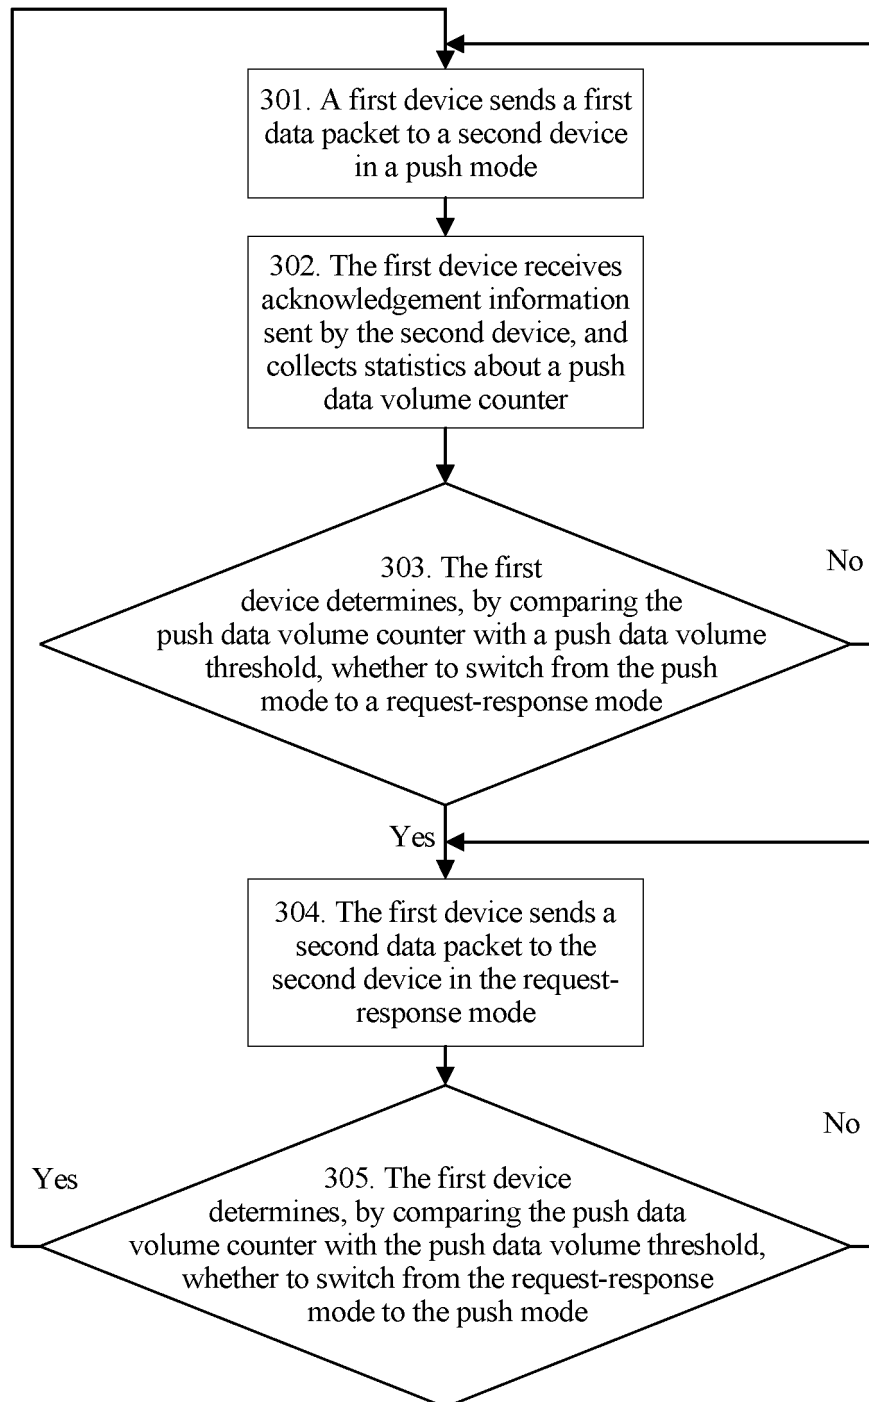 301. A first device sends a first
data packet to a second device
in a push mode
302. The first device receives
acknowledgement information
sent by the second device, and
collects statistics about a push
data volume counter
303. The first
device determines, by comparing the
push data volume counter with a push data volume
threshold, whether to switch from the push
mode to a request-response mode
No
Yes
304. The first device sends a
second data packet to the
second device in the request-
response mode
No
Yes
305. The first device
determines, by comparing the push data
volume counter with the push data volume threshold,
whether to switch from the request-response
mode to the push mode